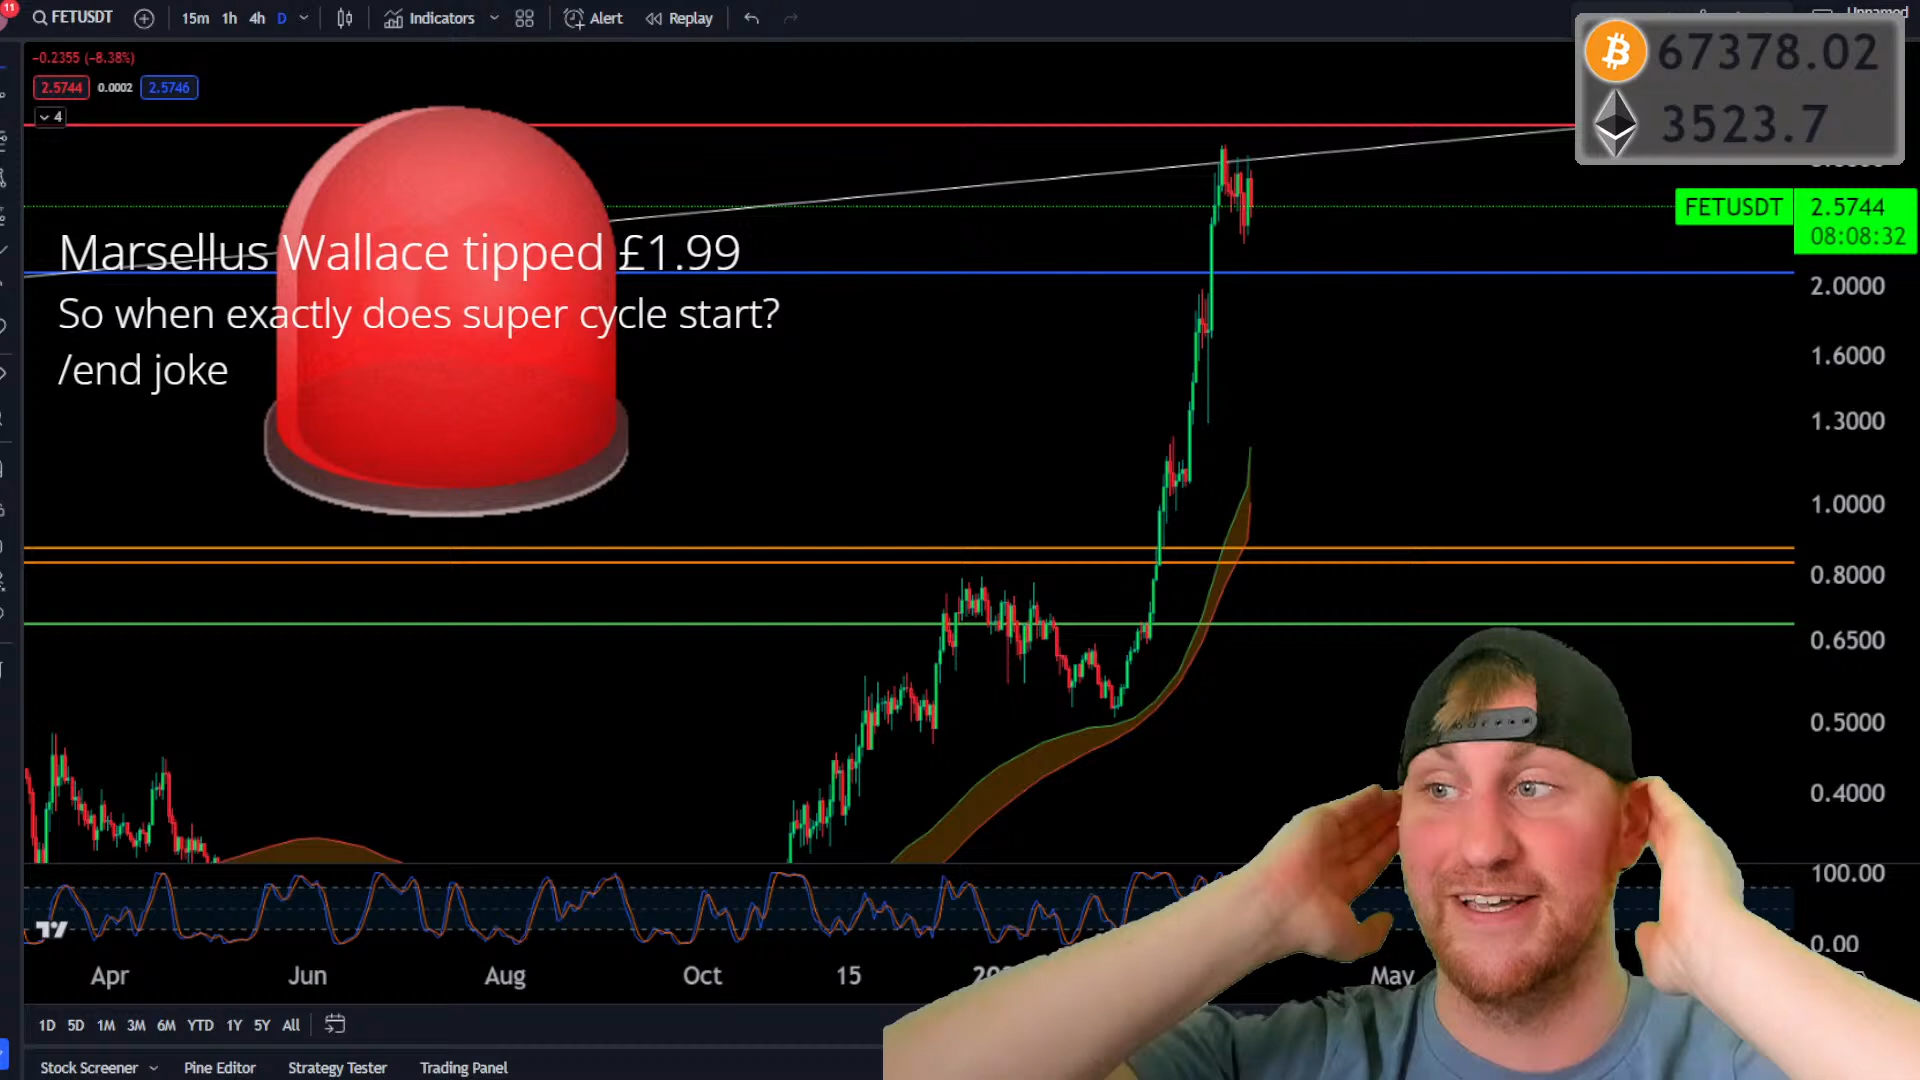 11
FETUSDT
15m 1h 4h D
Indicators
Alert
Replay
Unnamed
−0.2355 (−8.38%)
2.5744 0.0002 2.5746
4
67378.02
3523.7
FETUSDT 2.5744
08:08:32
Marsellus Wallace tipped £1.99
So when exactly does super cycle start?
/end joke
2.0000
1.6000
1.3000
1.0000
0.8000
0.6500
0.5000
0.4000
100.00
0.00
Apr Jun Aug Oct 15 May
1D 5D 1M 3M 6M YTD 1Y 5Y All
Stock Screener Pine Editor Strategy Tester Trading Panel